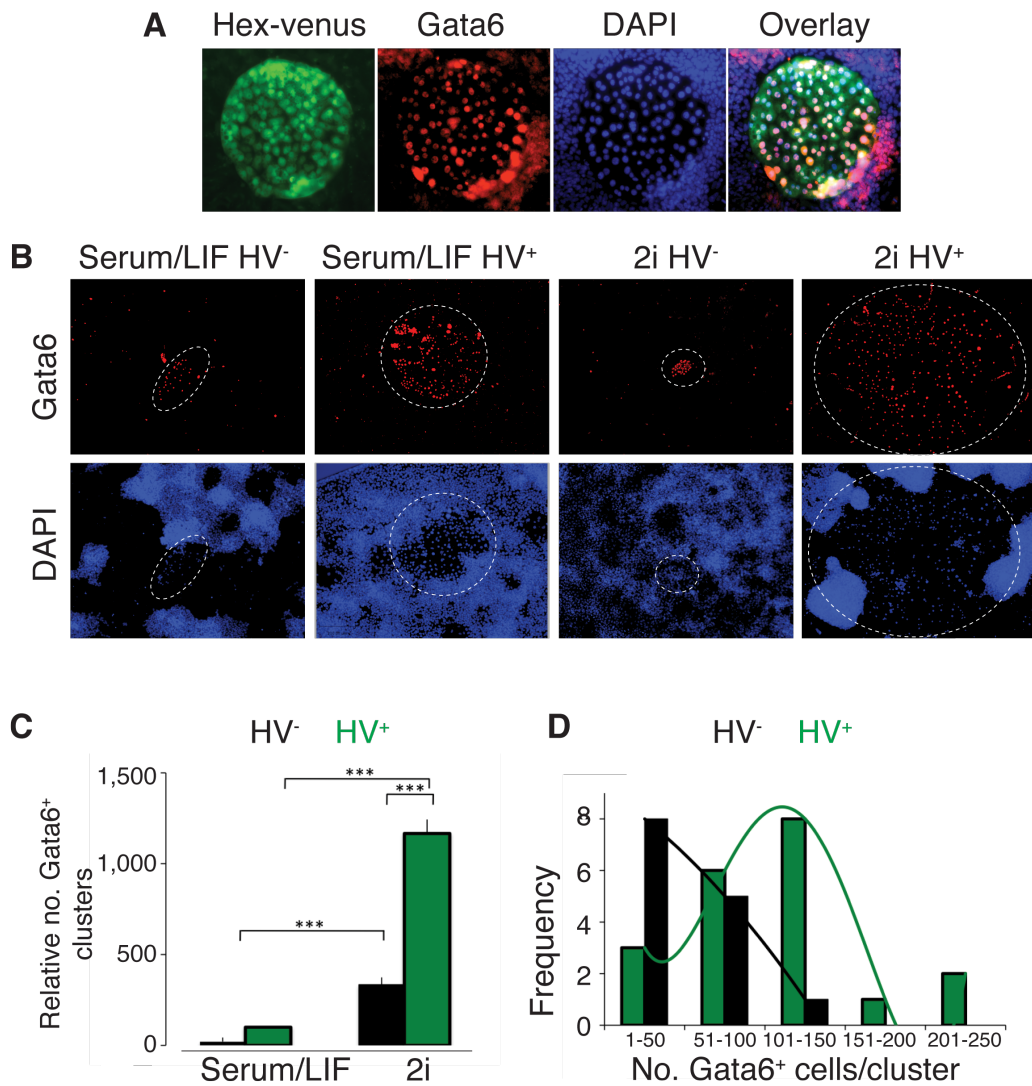 A
Hex-venus Gata6 DAPI Overlay
B
Serum/LIF HV⁻ Serum/LIF HV⁺ 2i HV⁻ 2i HV⁺
Gata6
DAPI
C
HV⁻ HV⁺
Relative no. Gata6⁺
clusters
1,500
1,000
500
0
***
***
***
Serum/LIF 2i
D
HV⁻ HV⁺
Frequency
8
6
4
2
0
1-50 51-100 101-150 151-200 201-250
No. Gata6⁺ cells/cluster